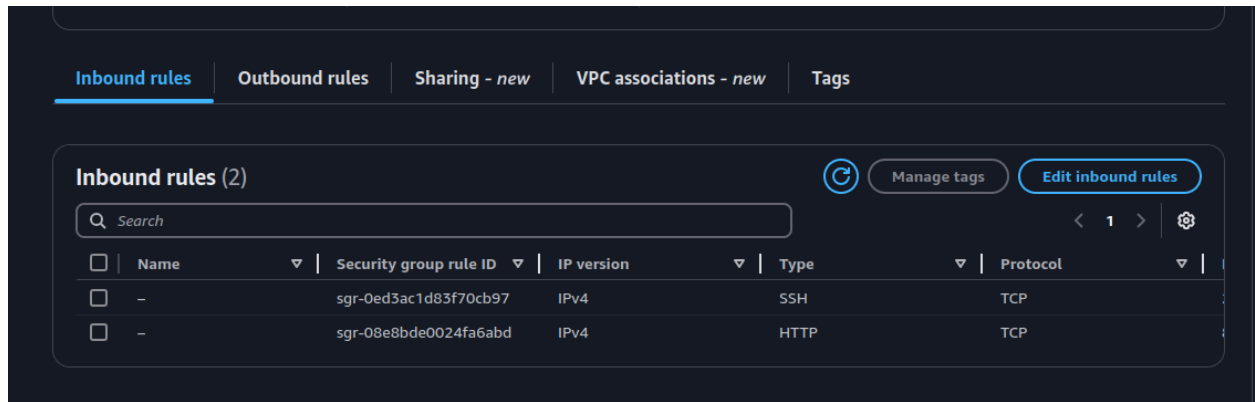 Inbound rules Outbound rules Sharing - new VPC associations - new Tags
Inbound rules (2) Manage tags Edit inbound rules
Search 1
Name Security group rule ID IP version Type Protocol
– sgr-0ed3ac1d83f70cb97 IPv4 SSH TCP
– sgr-08e8bde0024fa6abd IPv4 HTTP TCP